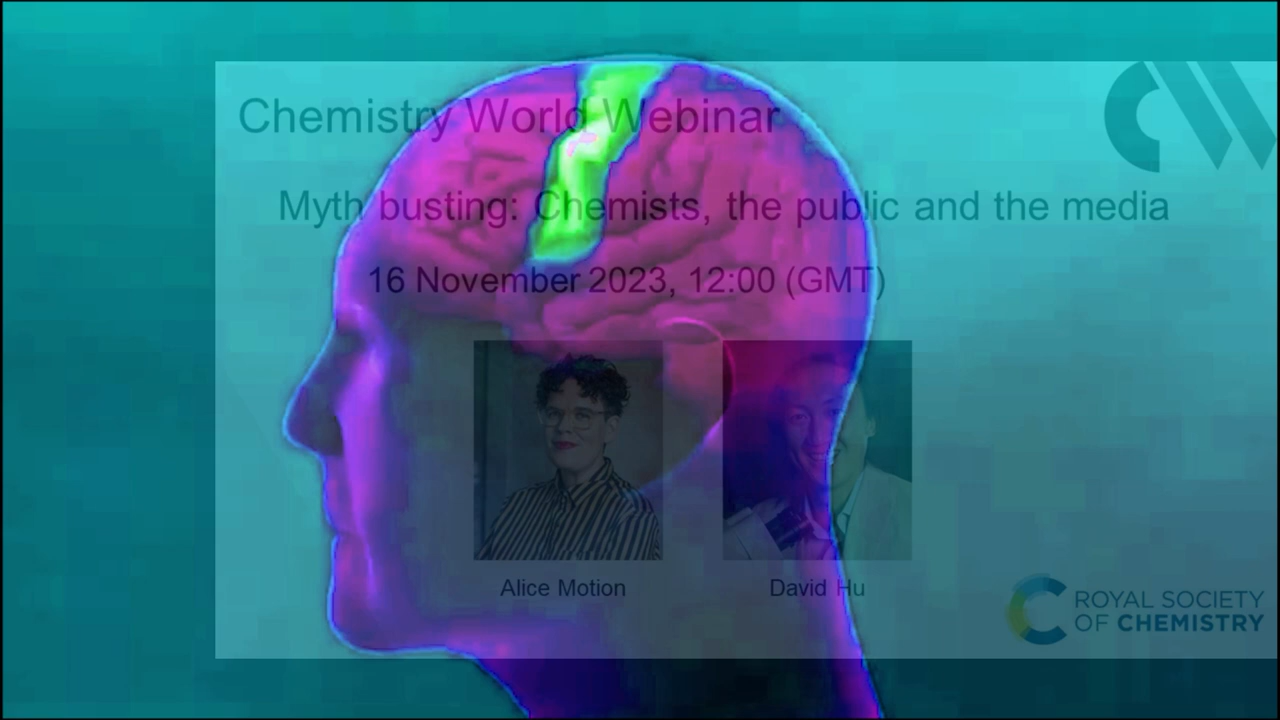 Chemistry World Webinar
Myth busting: Chemists, the public and the media
16 November 2023, 12:00 (GMT)
Alice Motion
David Hu
ROYAL SOCIETY
OF CHEMISTRY